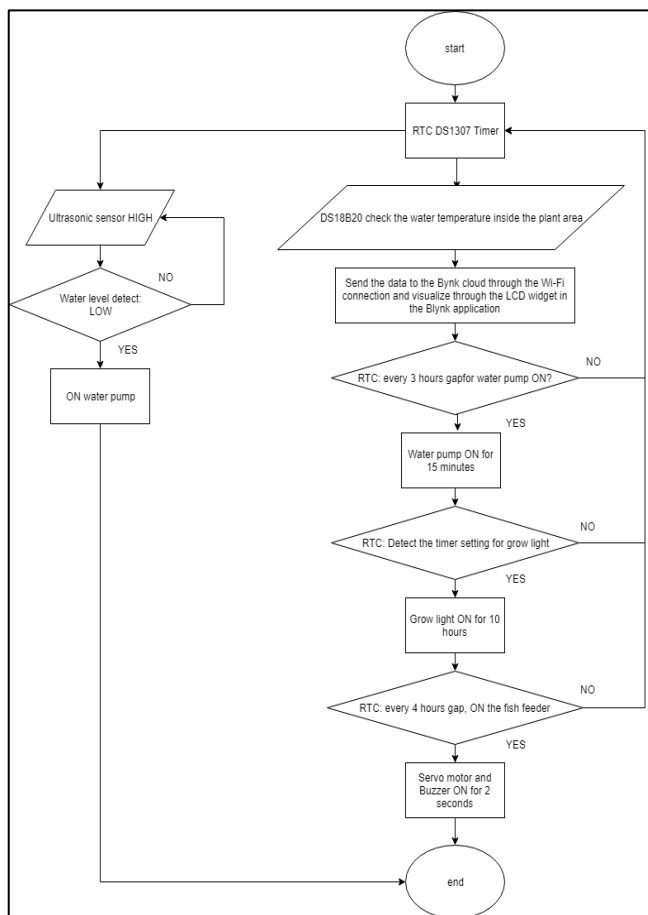 start
RTC DS1307 Timer
Ultrasonic sensor HIGH
DS18B20 check the water temperature inside the plant area
NO
Water level detect:
LOW
Send the data to the Bynk cloud through the Wi-Fi
connection and visualize through the LCD widget in
the Blynk application
YES
ON water pump
RTC: every 3 hours gapfor water pump ON?
NO
YES
Water pump ON for
15 minutes
RTC: Detect the timer setting for grow light
NO
YES
Grow light ON for 10
hours
RTC: every 4 hours gap, ON the fish feeder
NO
YES
Servo motor and
Buzzer ON for 2
seconds
end